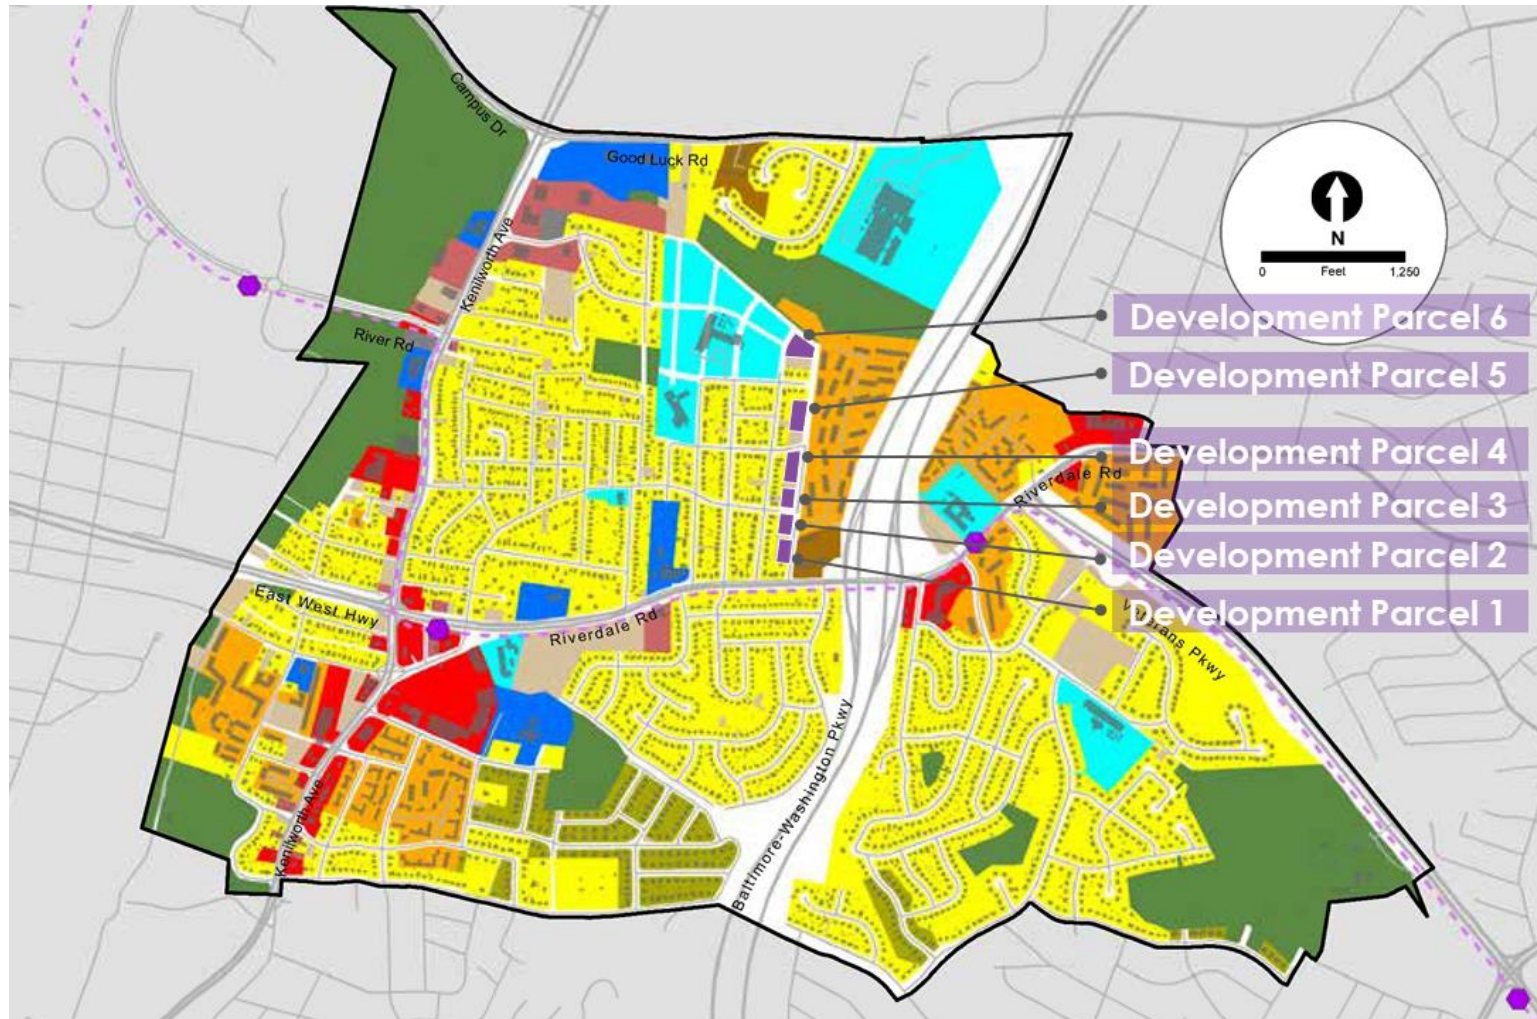 Campus Dr
Good Luck Rd
Kenilworth Ave
N
0 Feet 1,250
Development Parcel 6
River Rd
Development Parcel 5
Development Parcel 4
Riverdale Rd
Development Parcel 3
Development Parcel 2
East West Hwy
Development Parcel 1
Riverdale Rd
Veterans Pkwy
Baltimore-Washington Pkwy
Kenilworth Ave